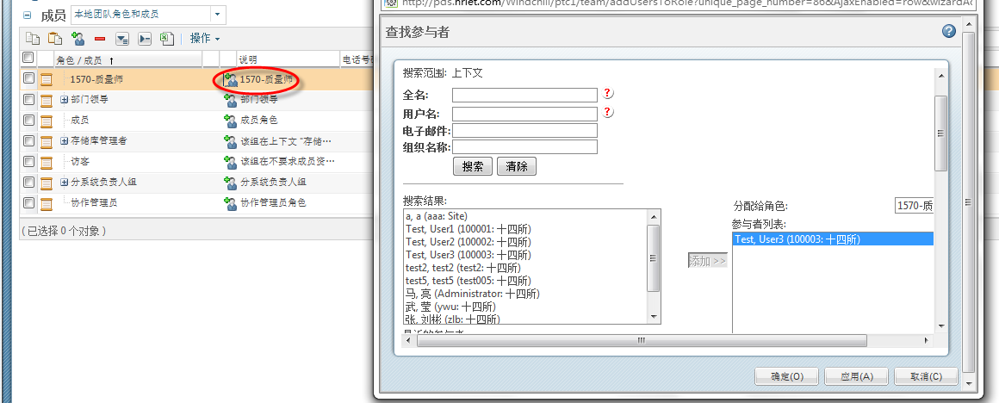 成员 本地团队角色和成员
操作
角色 / 成员 ↑ 说明 电话号码
1570-质量师 1570-质量师
部门领导 部门领导
成员 成员角色
存储库管理者 该组在上下文 "存储…
访客 该组在不要求成员资…
分系统负责人组 分系统负责人组
协作管理员 协作管理员角色
( 已选择 0 个对象 )
http://pds.nriet.com/Windchill/ptc1/team/addUsersToRole?unique_page_number=86&AjaxEnabled=row&wizardAc
查找参与者
搜索范围: 上下文
全名:
用户名:
电子邮件:
组织名称:
搜索 清除
搜索结果:
a, a (aaa: Site)
Test, User1 (100001: 十四所)
Test, User2 (100002: 十四所)
Test, User3 (100003: 十四所)
test2, test2 (test2: 十四所)
test5, test5 (test005: 十四所)
马, 亮 (Administrator: 十四所)
武, 莹 (ywu: 十四所)
张, 刘彬 (zlb: 十四所)
最近的参与者
添加 >>
分配给角色: 1570-质
参与者列表:
Test, User3 (100003: 十四所)
确定(O) 应用(A) 取消(C)